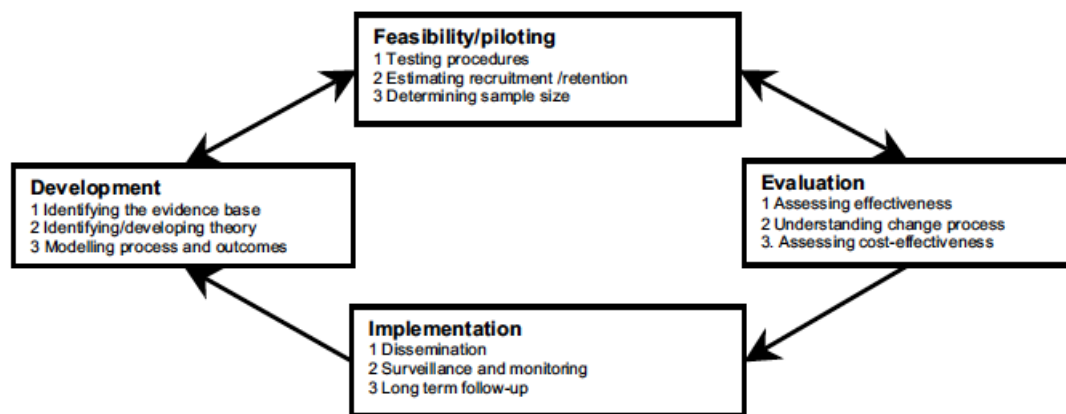 Feasibility/piloting
1 Testing procedures
2 Estimating recruitment /retention
3 Determining sample size
Development
1 Identifying the evidence base
2 Identifying/developing theory
3 Modelling process and outcomes
Evaluation
1 Assessing effectiveness
2 Understanding change process
3. Assessing cost-effectiveness
Implementation
1 Dissemination
2 Surveillance and monitoring
3 Long term follow-up